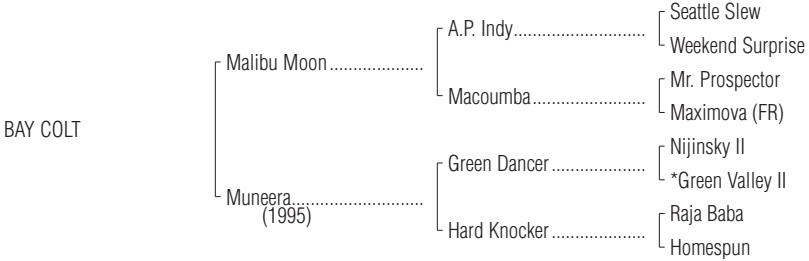 Seattle Slew
A.P. Indy..............................
Weekend Surprise
Malibu Moon .....................
Mr. Prospector
Macoumba..........................
Maximova (FR)
BAY COLT
Nijinsky II
Green Dancer .....................
*Green Valley II
Muneera..............................
(1995)
Raja Baba
Hard Knocker .....................
Homespun